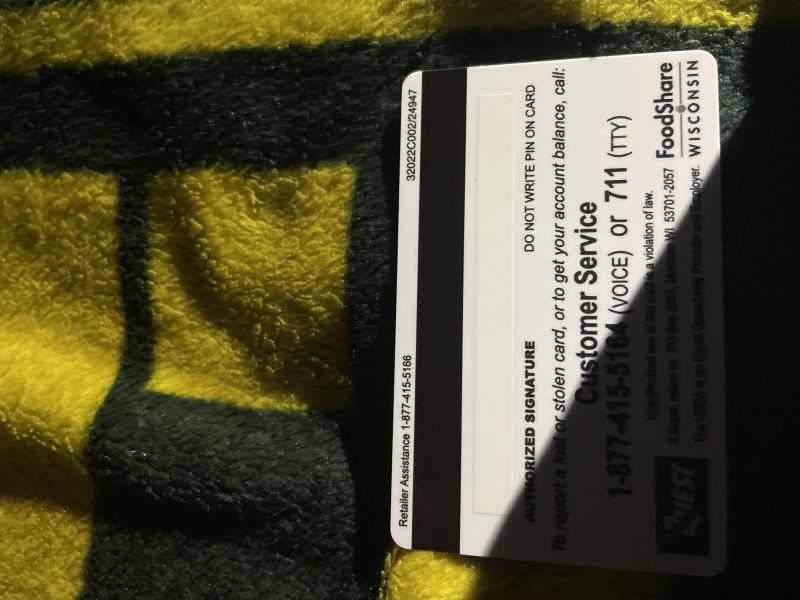 Retailer Assistance 1-877-415-5166 32022C002/24947
AUTHORIZED SIGNATURE DO NOT WRITE PIN ON CARD
To report a lost or stolen card, or to get your account balance, call:
Customer Service
1-877-415-5164 (VOICE) or 711 (TTY)
Unauthorized use of this card is a violation of law.
If found, return to: PO Box 2057, Madison WI 53701-2057
The USDA is an Equal Opportunity Provider and Employer.
QUEST
FoodShare
WISCONSIN